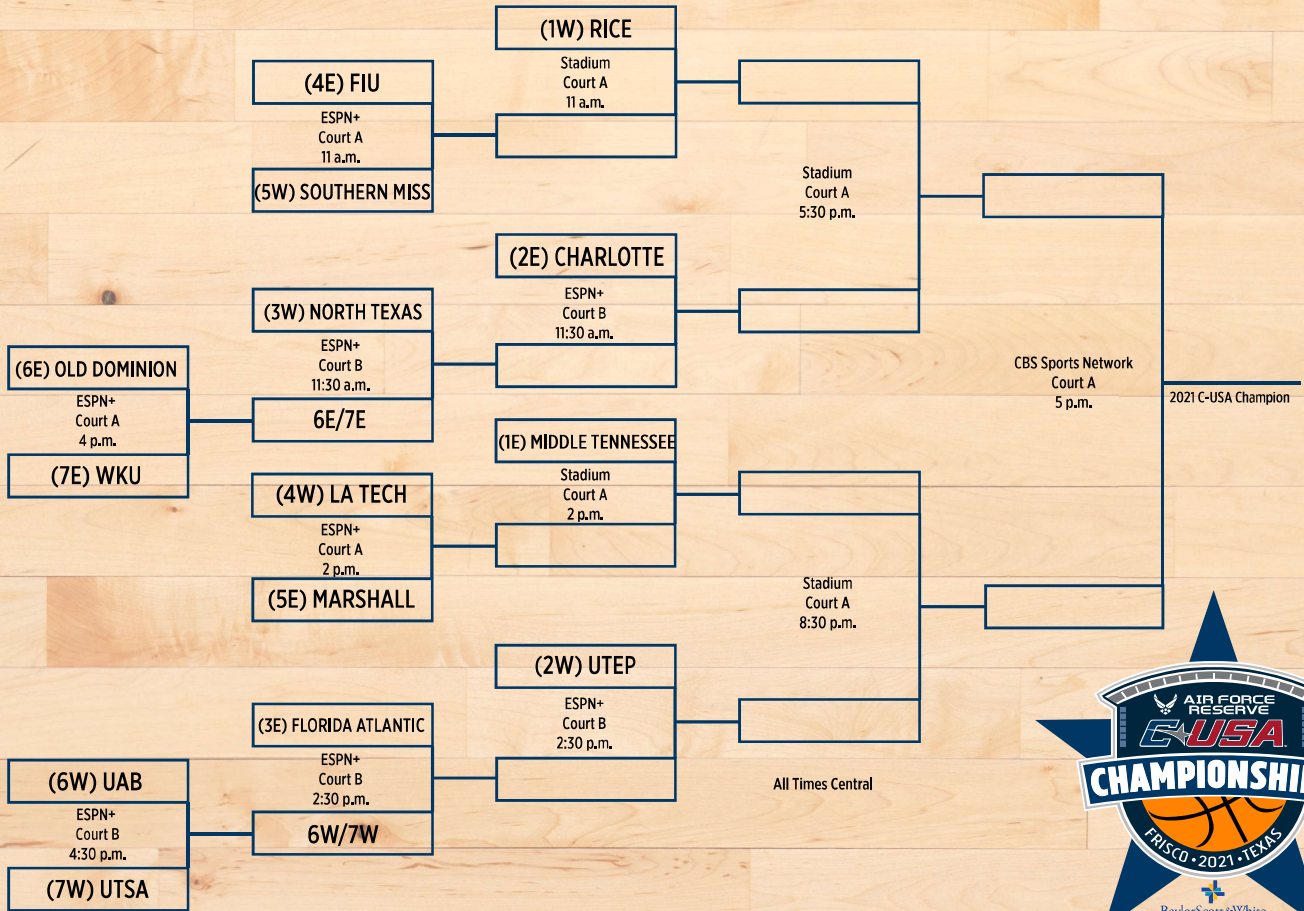 (1W) RICE
Stadium
Court A
11 a.m.
(4E) FIU
ESPN+
Court A
11 a.m.
(5W) SOUTHERN MISS
Stadium
Court A
5:30 p.m.
(2E) CHARLOTTE
ESPN+
Court B
11:30 a.m.
(3W) NORTH TEXAS
ESPN+
Court B
11:30 a.m.
6E/7E
(6E) OLD DOMINION
ESPN+
Court A
4 p.m.
(7E) WKU
CBS Sports Network
Court A
5 p.m.
2021 C-USA Champion
(1E) MIDDLE TENNESSEE
Stadium
Court A
2 p.m.
(4W) LA TECH
ESPN+
Court A
2 p.m.
(5E) MARSHALL
Stadium
Court A
8:30 p.m.
(2W) UTEP
ESPN+
Court B
2:30 p.m.
(3E) FLORIDA ATLANTIC
ESPN+
Court B
2:30 p.m.
6W/7W
(6W) UAB
ESPN+
Court B
4:30 p.m.
(7W) UTSA
All Times Central
AIR FORCE
RESERVE
C USA
CHAMPIONSHI
FRISCO • 2021 • TEXAS
BaylorScott&White